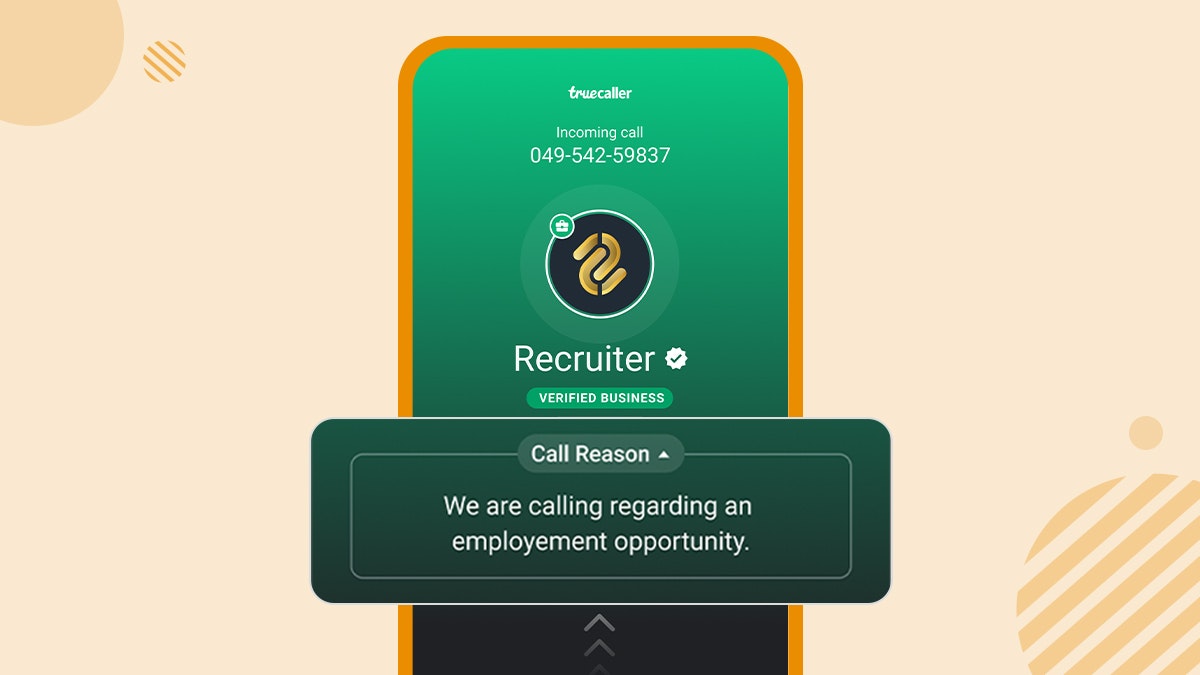 truecaller
Incoming call
049-542-59837
Recruiter
VERIFIED BUSINESS
Call Reason
We are calling regarding an
employement opportunity.